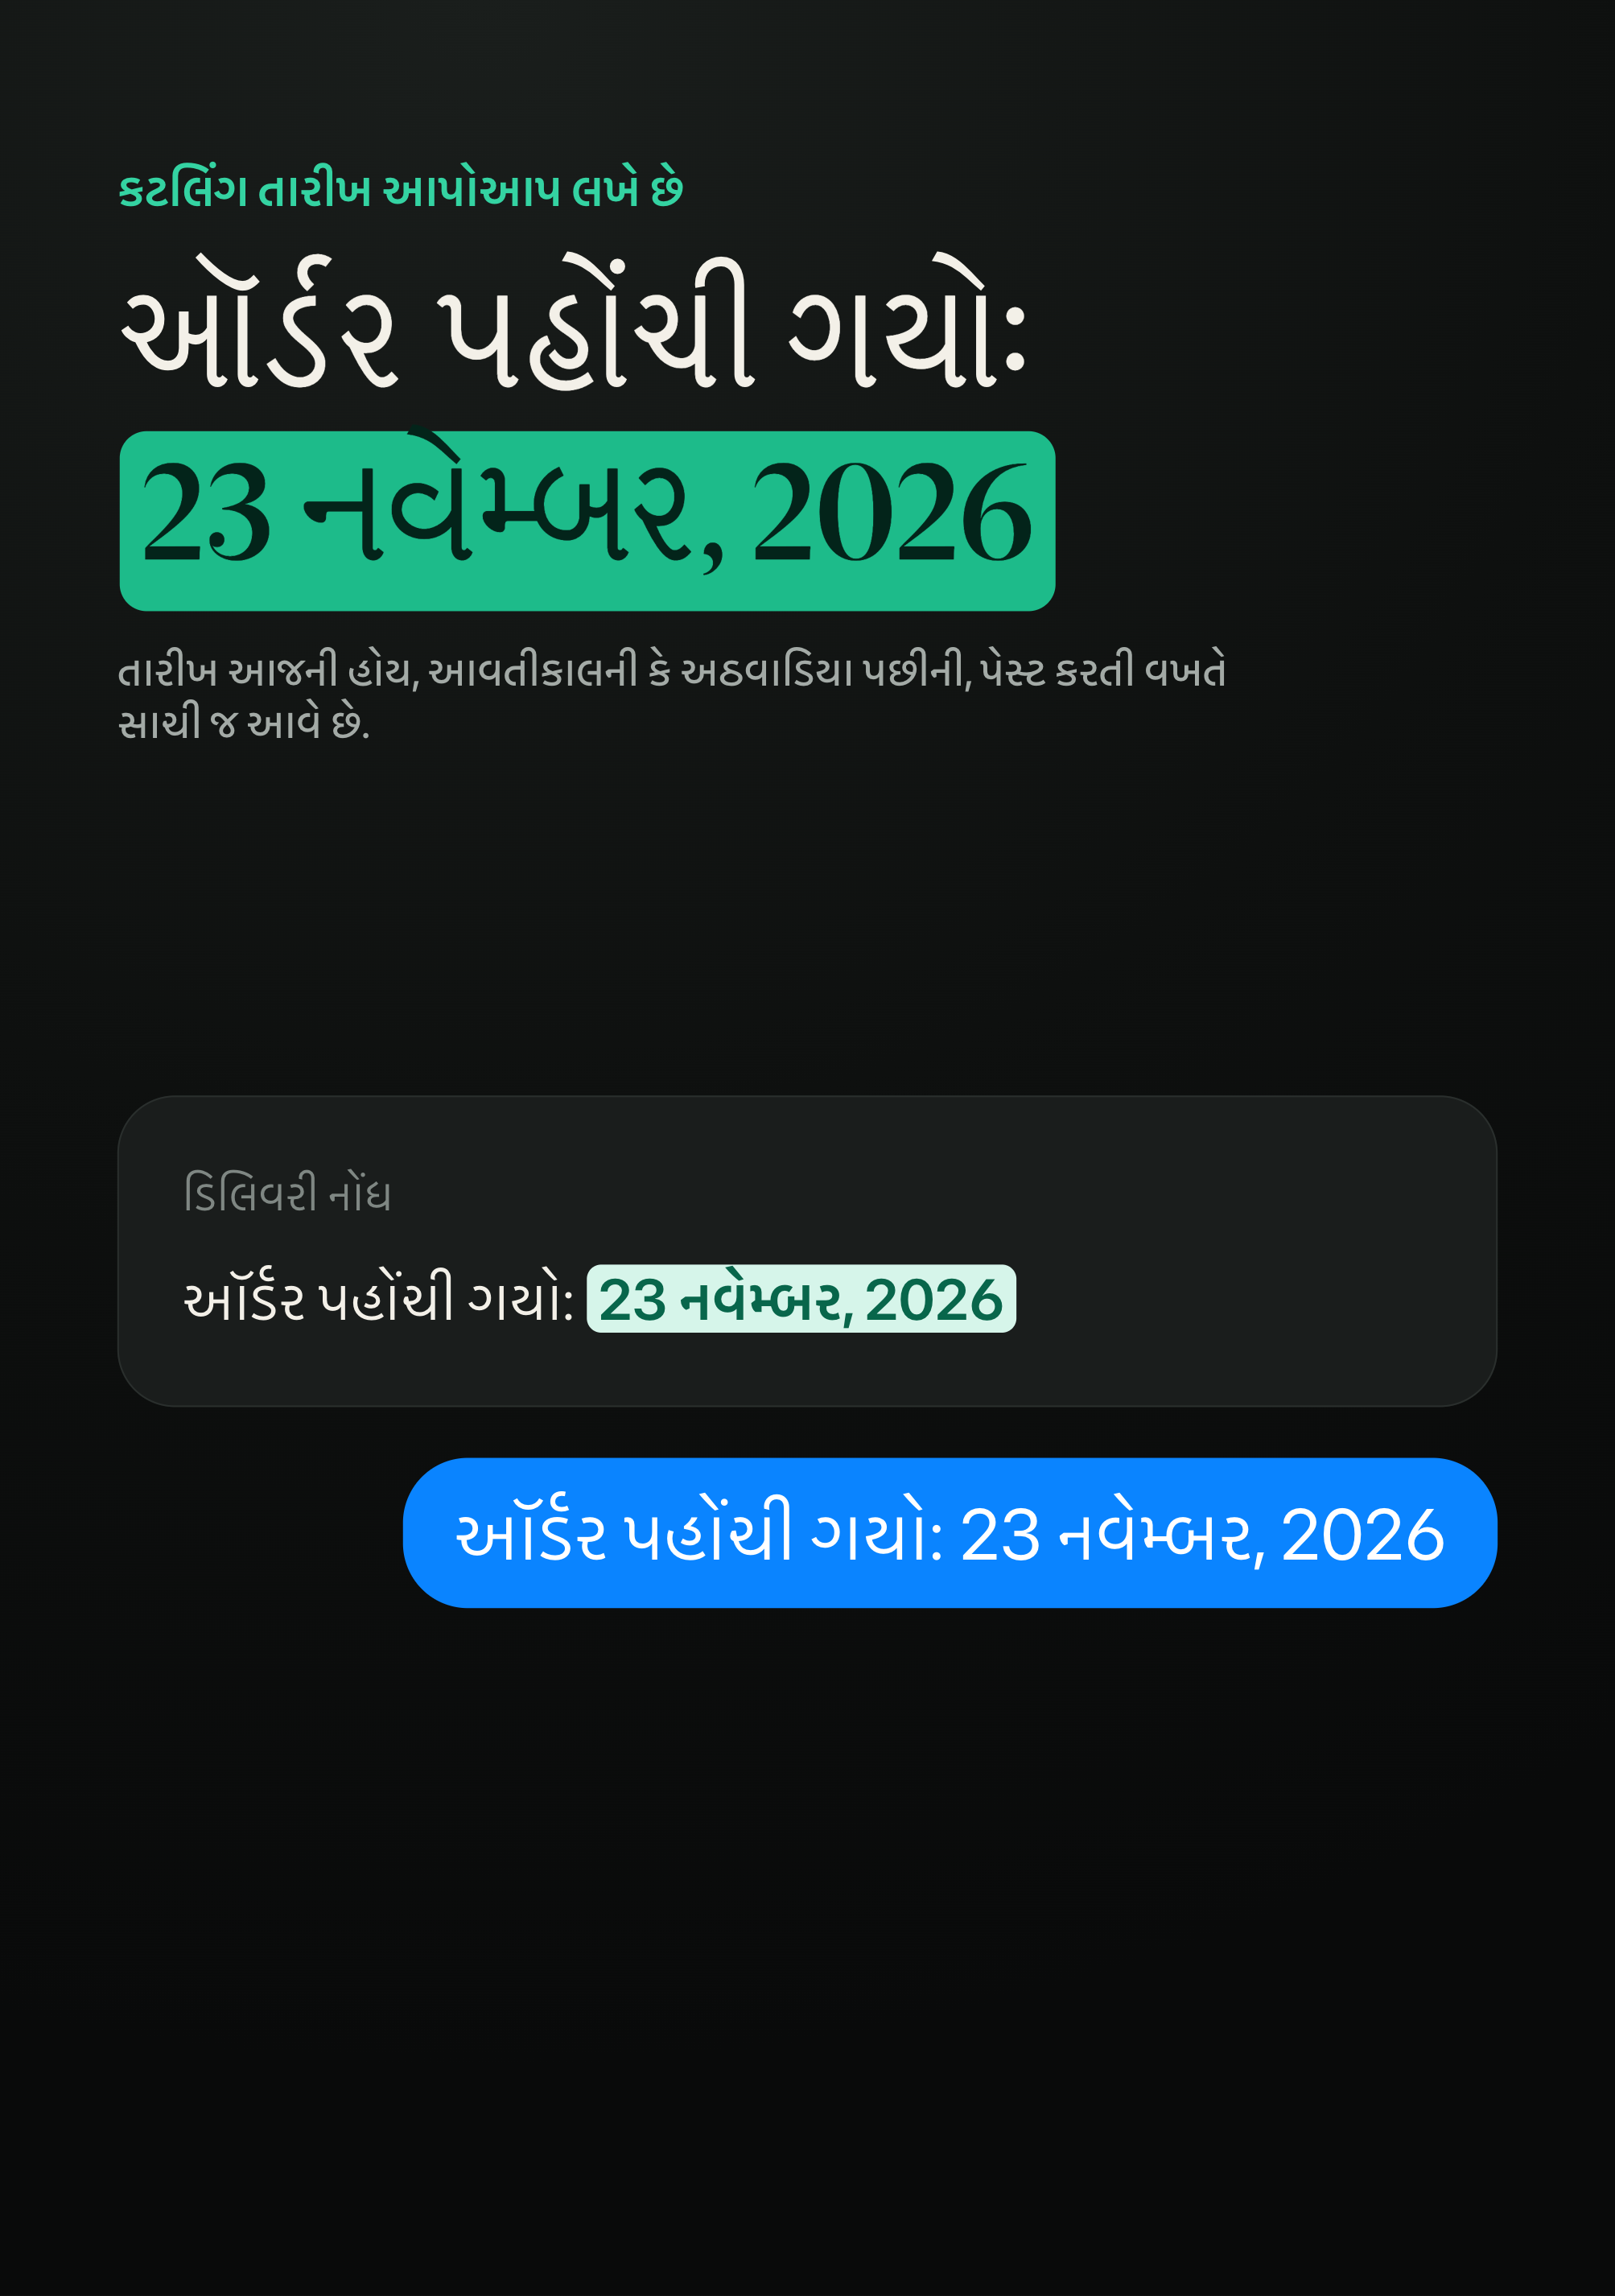 કટલિંગ તારીખ આપોઆપ લખે છે
ઑર્ડર પહોંચી ગયો:
23 નવેમ્બર, 2026
તારીખ આજની હોય, આવતીકાલની કે અઠવાડિયા પછીની, પેસ્ટ કરતી વખતે
સાચી જ આવે છે.
ડિલિવરી નોંધ
ઑર્ડર પહોંચી ગયો: 23 નવેમ્બર, 2026
ઑર્ડર પહોંચી ગયો: 23 નવેમ્બર, 2026